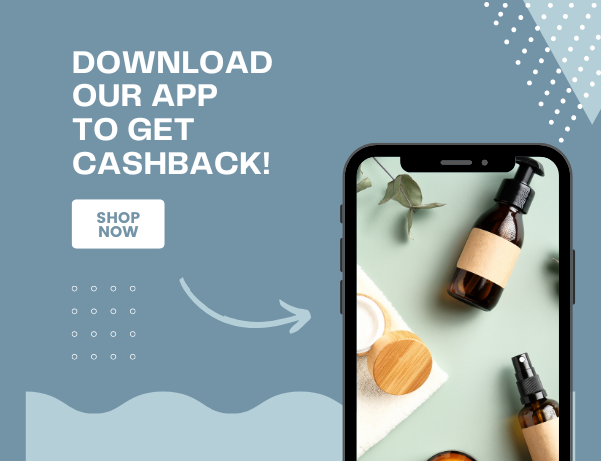 DOWNLOAD
OUR APP
TO GET
CASHBACK!
SHOP
NOW